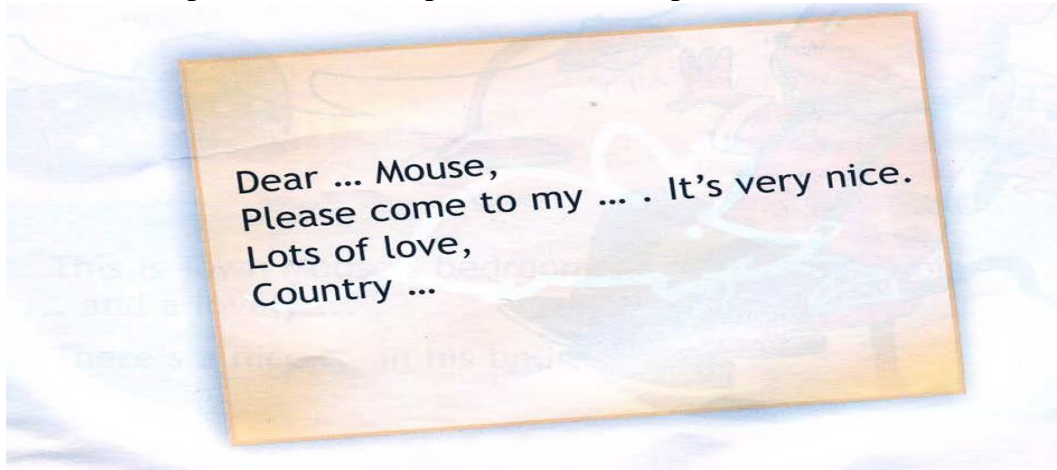 Dear ... Mouse,
Please come to my ... . It's very nice.
Lots of love,
Country ...